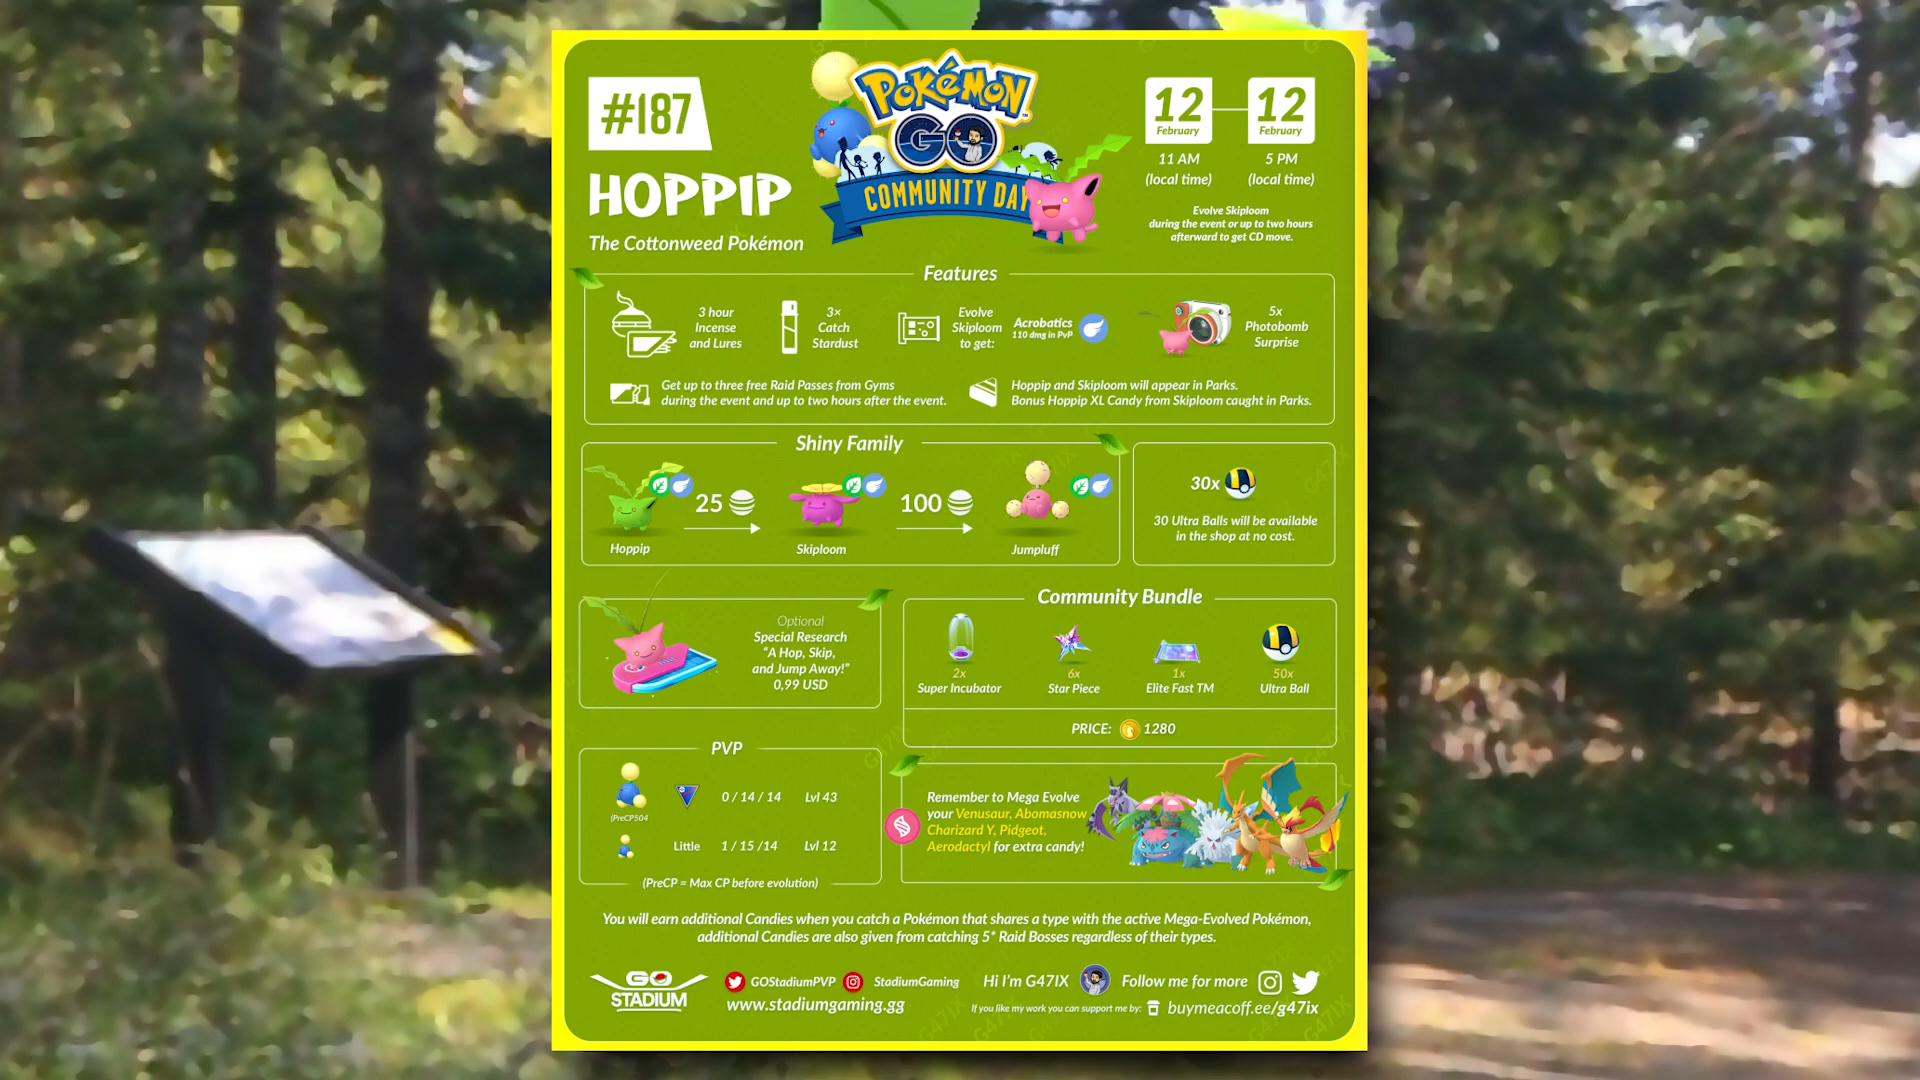 #187
HOPPIP
The Cottonweed Pokémon
POKÉMON
GO
COMMUNITY DAY
12
February
12
February
11 AM
(local time)
5 PM
(local time)
Evolve Skiploom
during the event or up to two hours
afterward to get CD move.
Features
3 hour
Incense
and Lures
3×
Catch
Stardust
Evolve
Skiploom
to get:
Acrobatics
110 dmg in PvP
5x
Photobomb
Surprise
Get up to three free Raid Passes from Gyms
during the event and up to two hours after the event.
Hoppip and Skiploom will appear in Parks.
Bonus Hoppip XL Candy from Skiploom caught in Parks.
Shiny Family
25
100
Hoppip
Skiploom
Jumpluff
30x
30 Ultra Balls will be available
in the shop at no cost.
Optional
Special Research
"A Hop, Skip,
and Jump Away!"
0,99 USD
Community Bundle
2x
Super Incubator
6x
Star Piece
1x
Elite Fast TM
50x
Ultra Ball
PRICE: 1280
PVP
0 / 14 / 14 Lvl 43
(PreCP504
Little 1 / 15 /14 Lvl 12
(PreCP = Max CP before evolution)
Remember to Mega Evolve
your Venusaur, Abomasnow
Charizard Y, Pidgeot,
Aerodactyl for extra candy!
You will earn additional Candies when you catch a Pokémon that shares a type with the active Mega-Evolved Pokémon,
additional Candies are also given from catching 5* Raid Bosses regardless of their types.
GO
STADIUM
GOStadiumPVP StadiumGaming
www.stadiumgaming.gg
Hi I'm G47IX Follow me for more
If you like my work you can support me by: buymeacoff.ee/g47ix